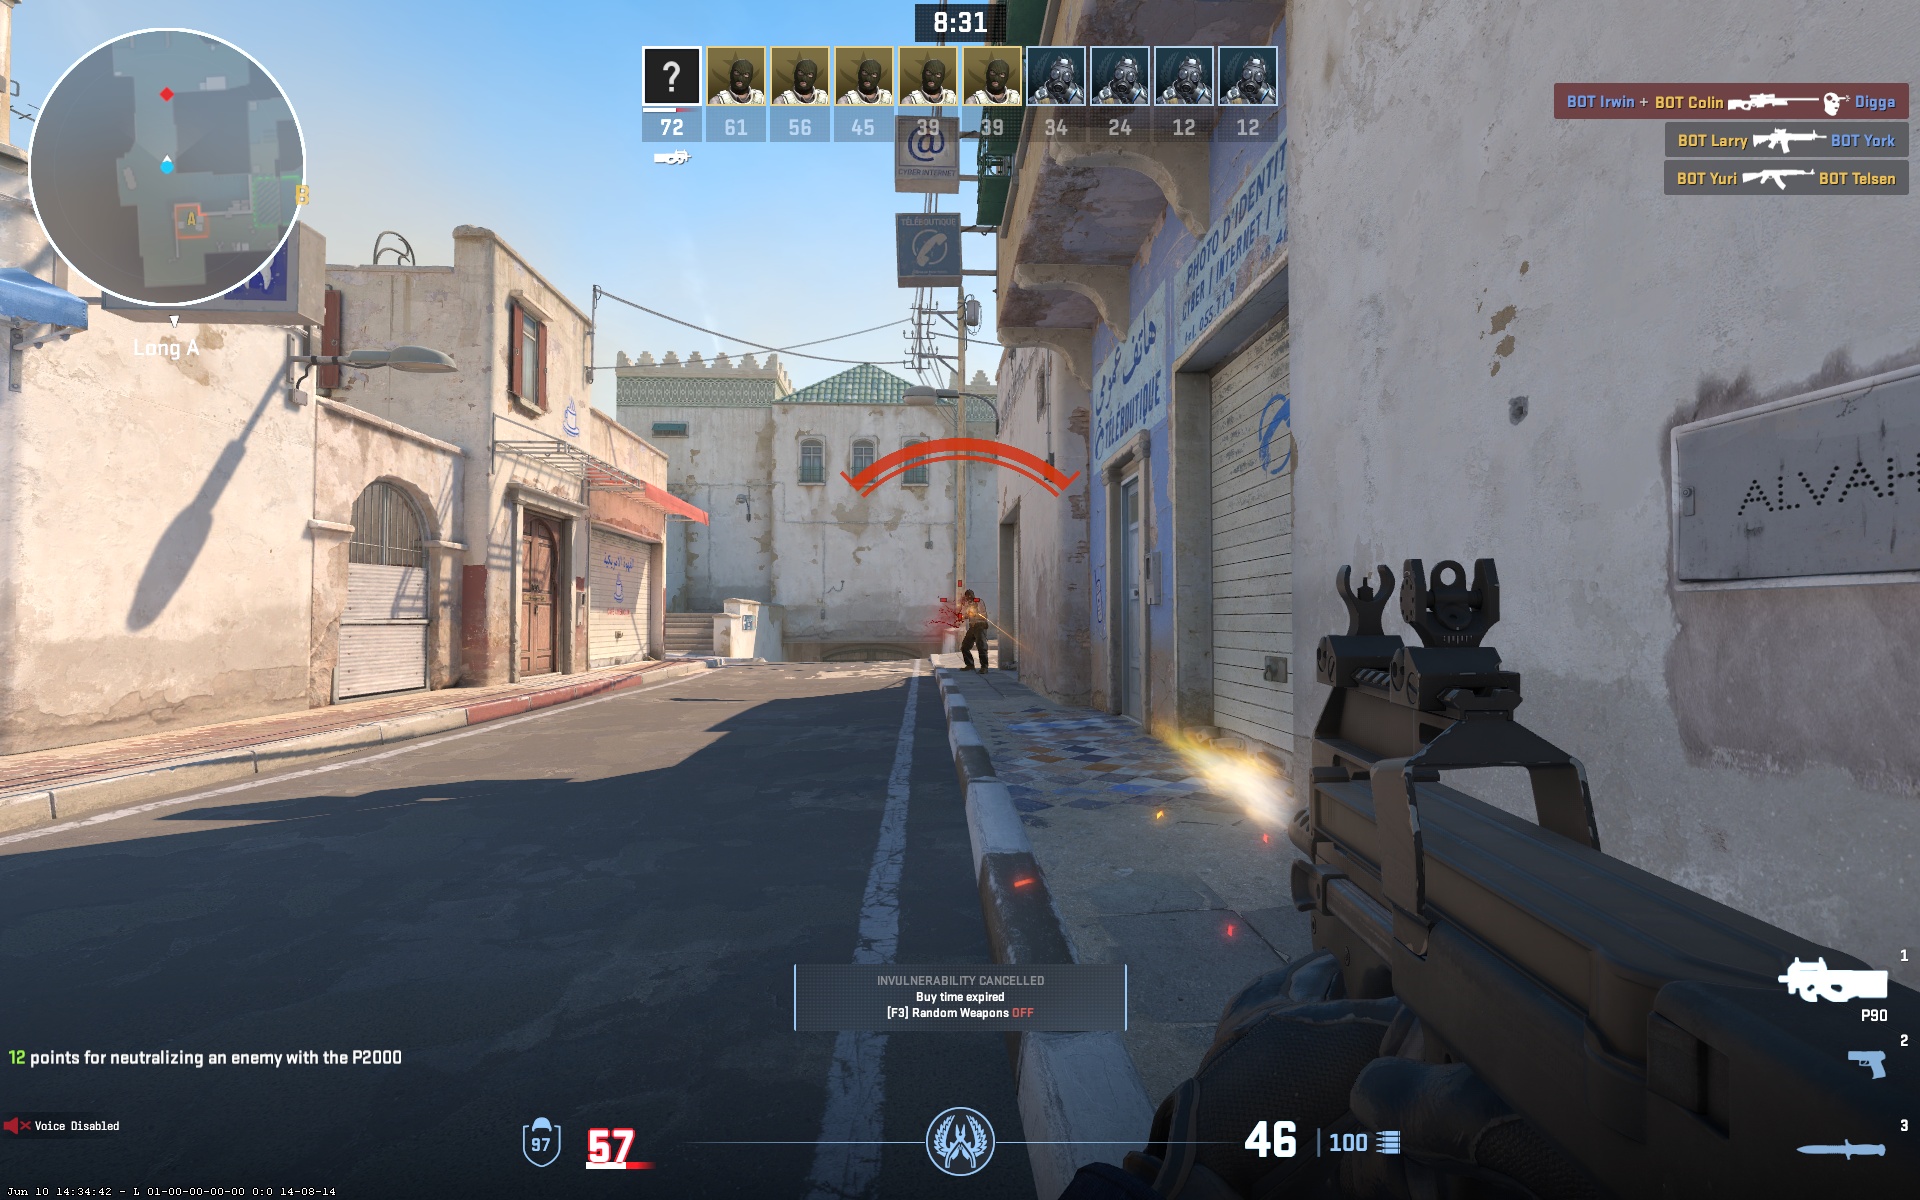 8:31
?
72 61 56 45 39 39 34 24 12 12
BOT Irwin + BOT Colin Digga
BOT Larry BOT York
BOT Yuri BOT Telsen
A
B
Long A
@
CYBER INTERNET
TÉLÉBOUTIQUE
PHOTO D'IDENTIT
CYBER / INTERNET / F
TÉLÉBOUTIQUE
ALVAH
INVULNERABILITY CANCELLED
Buy time expired
[F3] Random Weapons OFF
12 points for neutralizing an enemy with the P2000
Voice Disabled
97
57
46 | 100
1
P90
2
3
Jun 10 14:34:42 - L 01-00-00-00-00 0:0 14-08-14